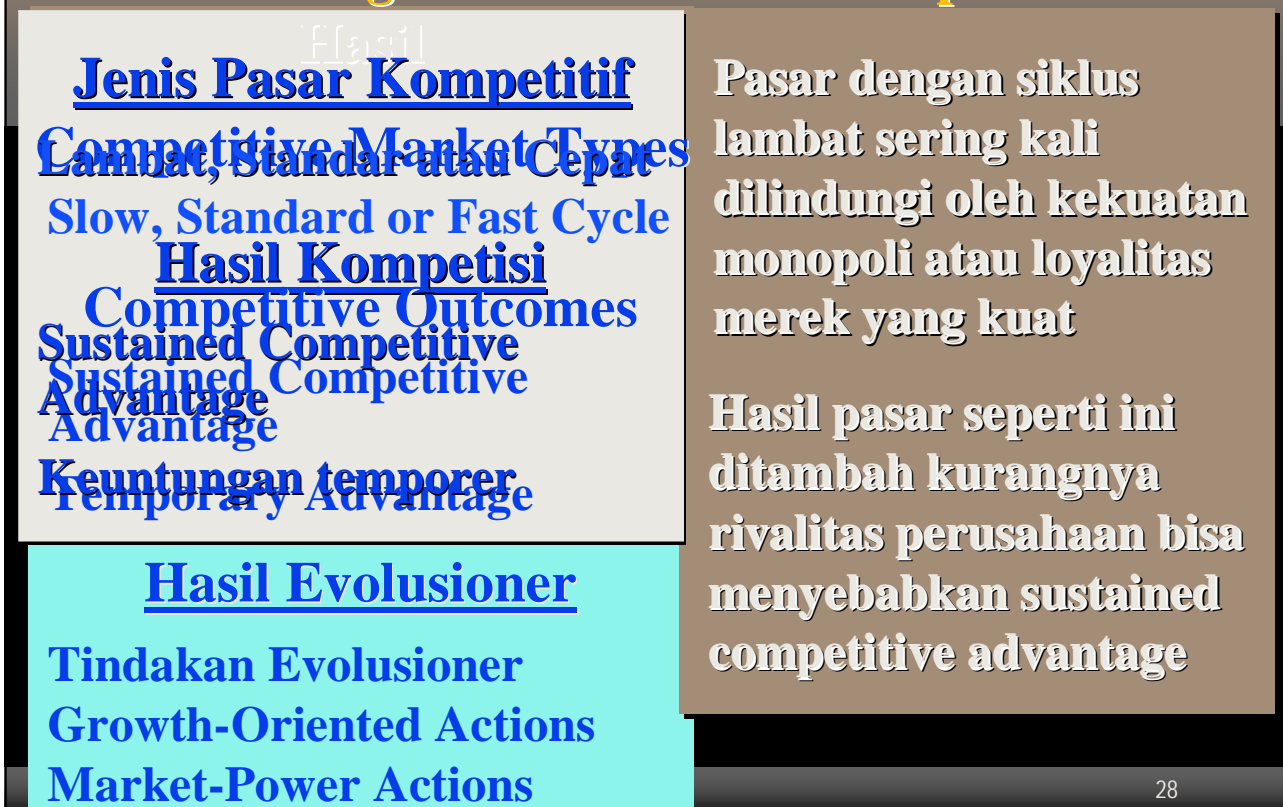 Hasil
Jenis Pasar Kompetitif
Competitive Market Types
Lambat, Standar atau Cepat
Slow, Standard or Fast Cycle
Hasil Kompetisi
Competitive Outcomes
Sustained Competitive
Advantage
Sustained Competitive
Advantage
Keuntungan temporer
Temporary Advantage
Hasil Evolusioner
Tindakan Evolusioner
Growth-Oriented Actions
Market-Power Actions
Pasar dengan siklus
lambat sering kali
dilindungi oleh kekuatan
monopoli atau loyalitas
merek yang kuat
Hasil pasar seperti ini
ditambah kurangnya
rivalitas perusahaan bisa
menyebabkan sustained
competitive advantage
28